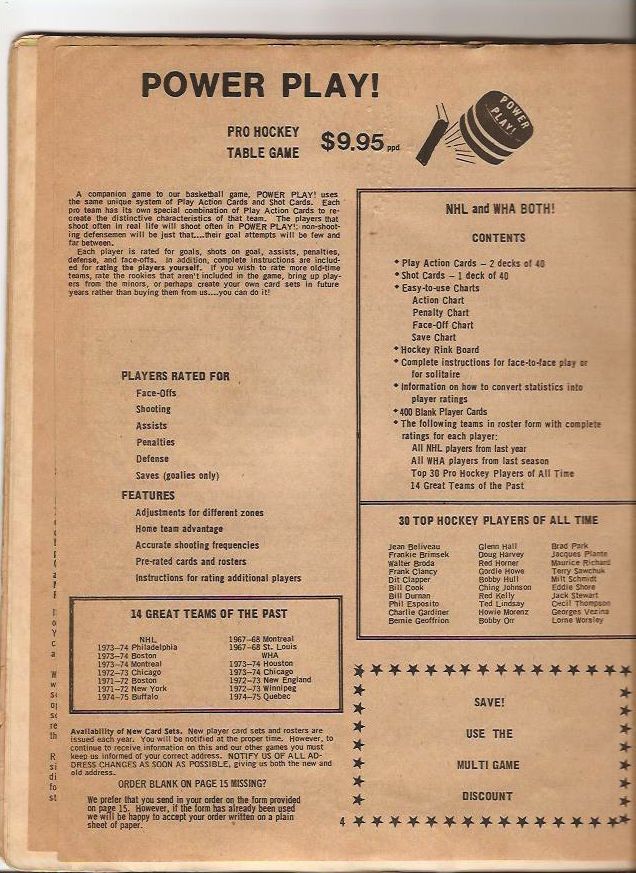 POWER PLAY!
PRO HOCKEY
TABLE GAME
$9.95 ppd
POWER
PLAY!
A companion game to our basketball game, POWER PLAY! uses
the same unique system of Play Action Cards and Shot Cards. Each
pro team has its own special combination of Play Action Cards to re-
create the distinctive characteristics of that team. The players that
shoot often in real life will shoot often in POWER PLAY!; non-shoot-
ing defensemen will be just that....their goal attempts will be few and
far between.
Each player is rated for goals, shots on goal, assists, penalties,
defense, and face-offs. In addition, complete instructions are includ-
ed for rating the players yourself. If you wish to rate more old-time
teams, rate the rookies that aren't included in the game, bring up play-
ers from the minors, or perhaps create your own card sets in future
years rather than buying them from us....you can do it!
PLAYERS RATED FOR
Face-Offs
Shooting
Assists
Penalties
Defense
Saves (goalies only)
FEATURES
Adjustments for different zones
Home team advantage
Accurate shooting frequencies
Pre-rated cards and rosters
Instructions for rating additional players
14 GREAT TEAMS OF THE PAST
NHL
1973-74 Philadelphia
1973-74 Boston
1973-74 Montreal
1972-73 Chicago
1971-72 Boston
1971-72 New York
1974-75 Buffalo
1967-68 Montreal
1967-68 St. Louis
WHA
1973-74 Houston
1973-74 Chicago
1972-73 New England
1972-73 Winnipeg
1974-75 Quebec
Availability of New Card Sets. New player card sets and rosters are
issued each year. You will be notified at the proper time. However, to
continue to receive information on this and our other games you must
keep us informed of your correct address. NOTIFY US OF ALL AD-
DRESS CHANGES AS SOON AS POSSIBLE, giving us both the new and
old address.
ORDER BLANK ON PAGE 15 MISSING?
We prefer that you send in your order on the form provided
on page 15. However, if the form has already been used
we will be happy to accept your order written on a plain
sheet of paper.
NHL and WHA BOTH!
CONTENTS
* Play Action Cards – 2 decks of 40
* Shot Cards – 1 deck of 40
* Easy-to-use Charts
Action Chart
Penalty Chart
Face-Off Chart
Save Chart
* Hockey Rink Board
* Complete instructions for face-to-face play or
for solitaire
* Information on how to convert statistics into
player ratings
* 400 Blank Player Cards
* The following teams in roster form with complete
ratings for each player:
All NHL players from last year
All WHA players from last season
Top 30 Pro Hockey Players of All Time
14 Great Teams of the Past
30 TOP HOCKEY PLAYERS OF ALL TIME
Jean Beliveau
Frankie Brimsek
Walter Broda
Frank Clancy
Dit Clapper
Bill Cook
Bill Durnan
Phil Esposito
Charlie Gardiner
Bernie Geoffrion
Glenn Hall
Doug Harvey
Red Horner
Gordie Howe
Bobby Hull
Ching Johnson
Red Kelly
Ted Lindsay
Howie Morenz
Bobby Orr
Brad Park
Jacques Plante
Maurice Richard
Terry Sawchuk
Milt Schmidt
Eddie Shore
Jack Stewart
Cecil Thompson
Georges Vezina
Lorne Worsley
SAVE!
USE THE
MULTI GAME
DISCOUNT
4